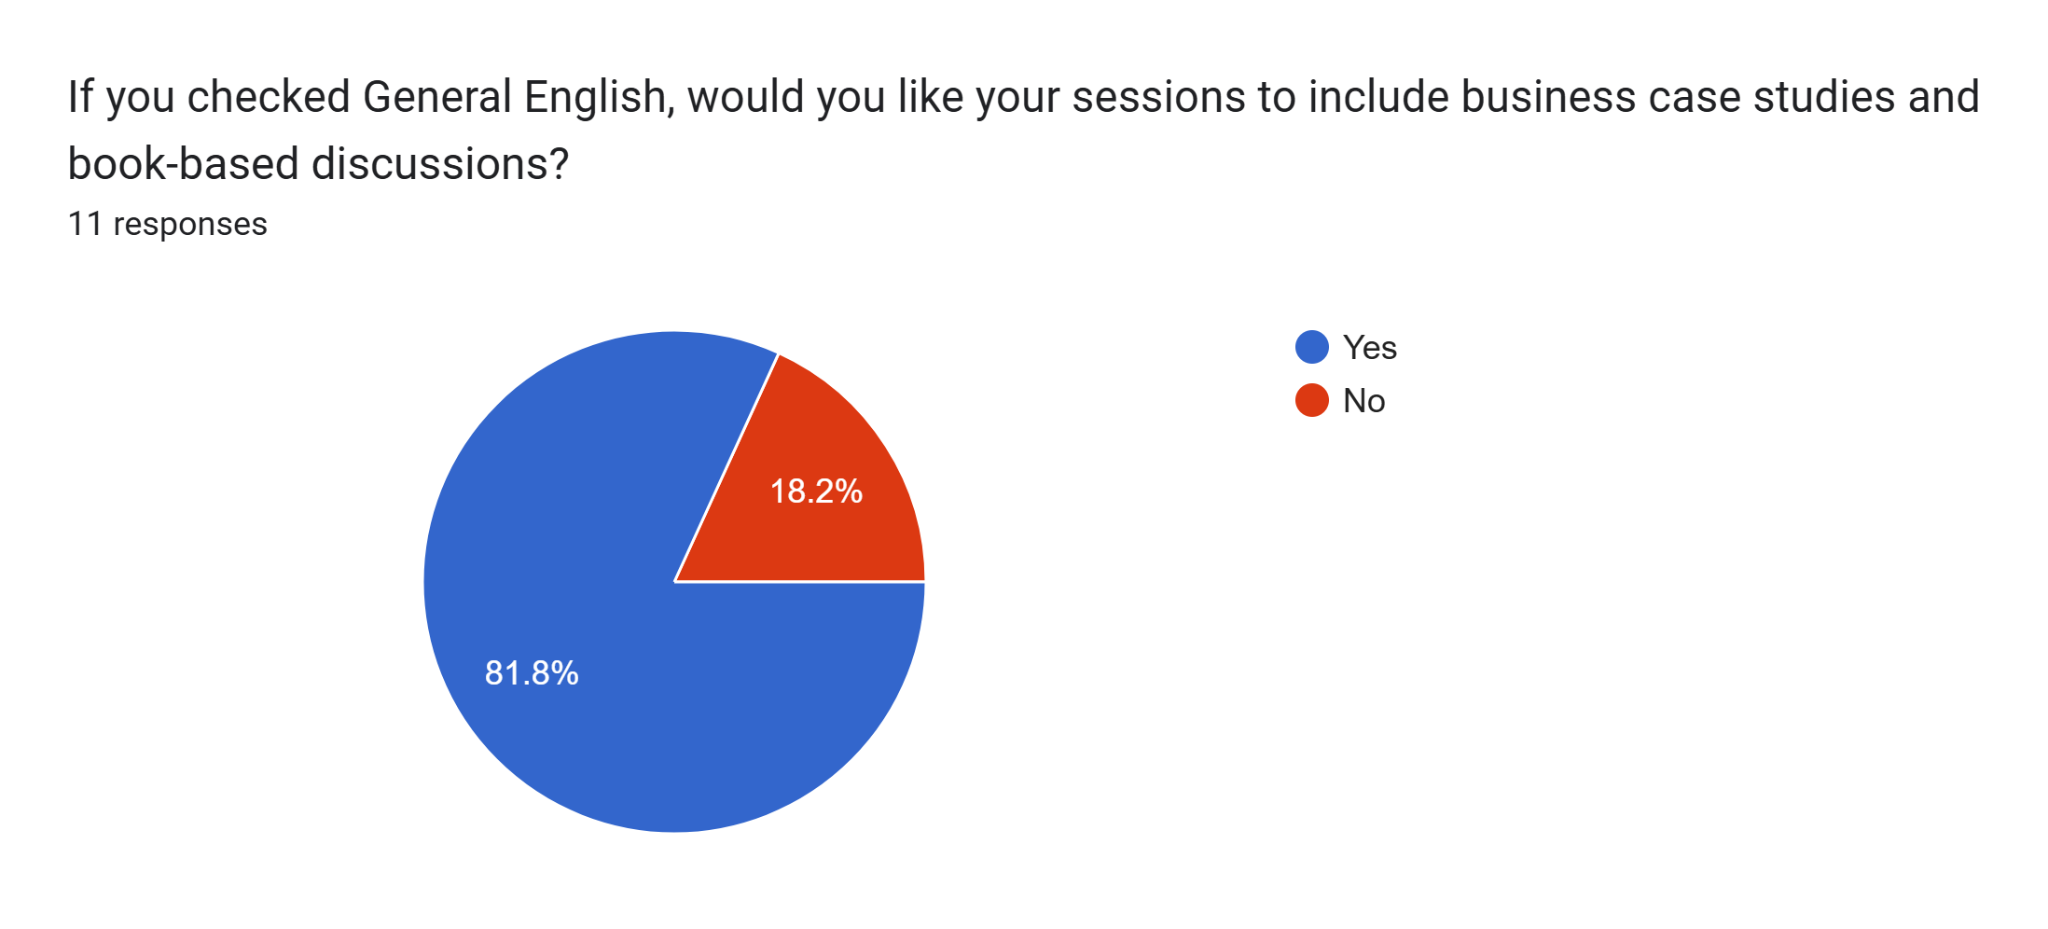 If you checked General English, would you like your sessions to include business case studies and
book-based discussions?
11 responses
Yes
No
18.2%
81.8%